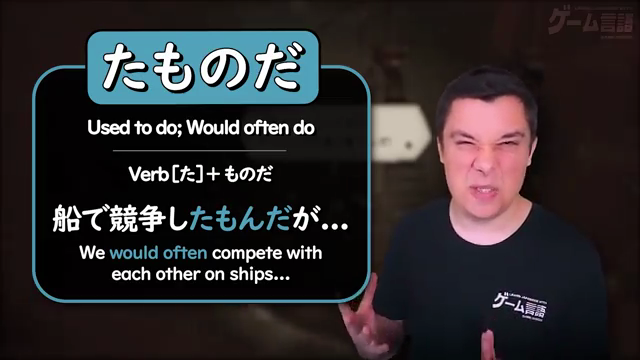 たものだ
Used to do; Would often do
Verb[た]+ものだ
船で競争したもんだが...
We would often compete with
each other on ships...
ゲーム言語
ゲーム言語